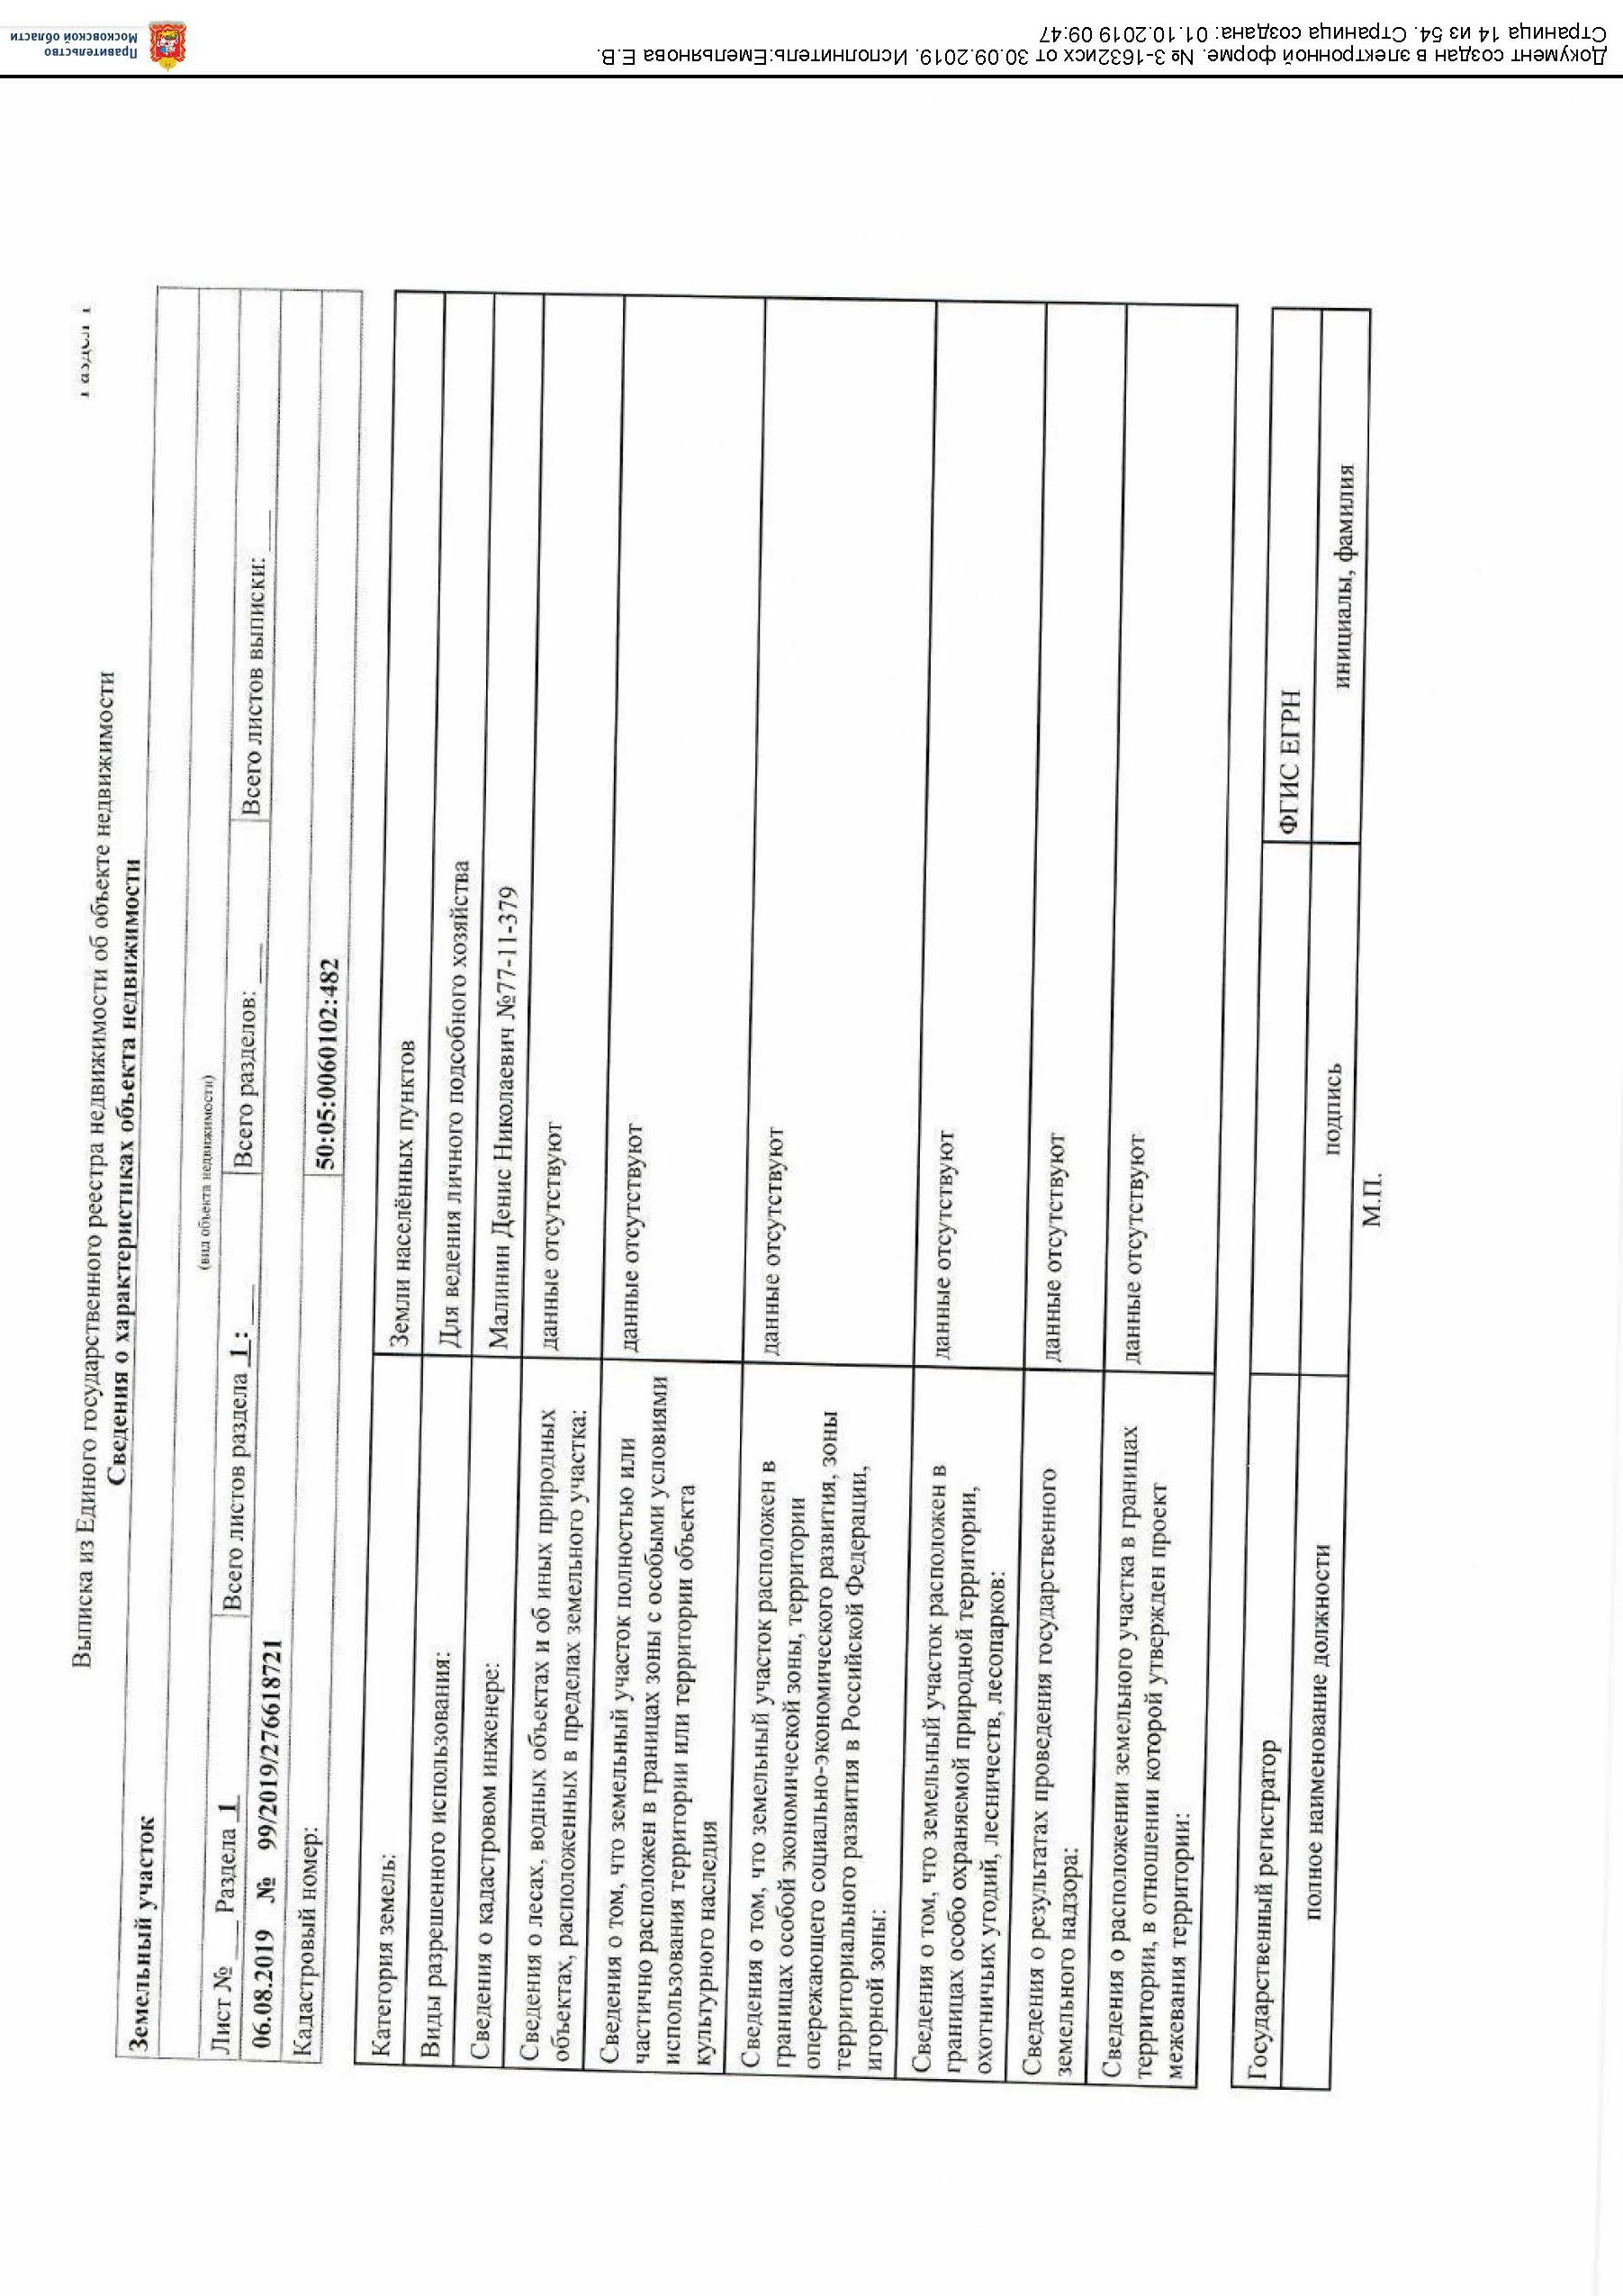 Документ создан в электронной форме. № 3-1632исх от 30.09.2019. Исполнитель:Емельянова Е.В.
Страница 14 из 54. Страница создана: 01.10.2019 09:47
Правительство
Московской области
Раздел 1
Выписка из Единого государственного реестра недвижимости об объекте недвижимости
Сведения о характеристиках объекта недвижимости
Земельный участок
(вид объекта недвижимости)
Лист № ___ Раздела 1 Всего листов раздела 1 : ___ Всего разделов: ___ Всего листов выписки: ___
06.08.2019 № 99/2019/276618721
Кадастровый номер: 50:05:0060102:482
Категория земель: Земли населённых пунктов
Виды разрешенного использования: Для ведения личного подсобного хозяйства
Сведения о кадастровом инженере: Малинин Денис Николаевич №77-11-379
Сведения о лесах, водных объектах и об иных природных данные отсутствуют
объектах, расположенных в пределах земельного участка:
Сведения о том, что земельный участок полностью или данные отсутствуют
частично расположен в границах зоны с особыми условиями
использования территории или территории объекта
культурного наследия
Сведения о том, что земельный участок расположен в данные отсутствуют
границах особой экономической зоны, территории
опережающего социально-экономического развития, зоны
территориального развития в Российской Федерации,
игорной зоны:
Сведения о том, что земельный участок расположен в данные отсутствуют
границах особо охраняемой природной территории,
охотничьих угодий, лесничеств, лесопарков:
Сведения о результатах проведения государственного данные отсутствуют
земельного надзора:
Сведения о расположении земельного участка в границах данные отсутствуют
территории, в отношении которой утвержден проект
межевания территории:
Государственный регистратор ФГИС ЕГРН
полное наименование должности подпись инициалы, фамилия
М.П.